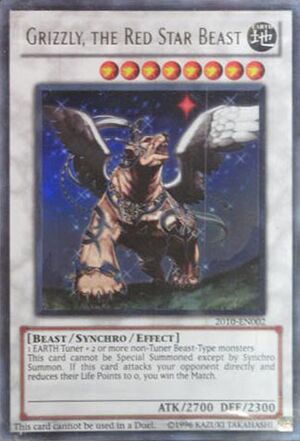 GRIZZLY, THE RED STAR BEAST
EARTH
地
2010-EN002
[BEAST / SYNCHRO / EFFECT]
1 EARTH Tuner + 2 or more non-Tuner Beast-Type monsters
This card cannot be Special Summoned except by Synchro
Summon. If this card attacks your opponent directly and
reduces their Life Points to 0, you win the Match.
ATK/2700 DEF/2300
This card cannot be used in a Duel. ©1996 KAZUKI TAKAHASHI